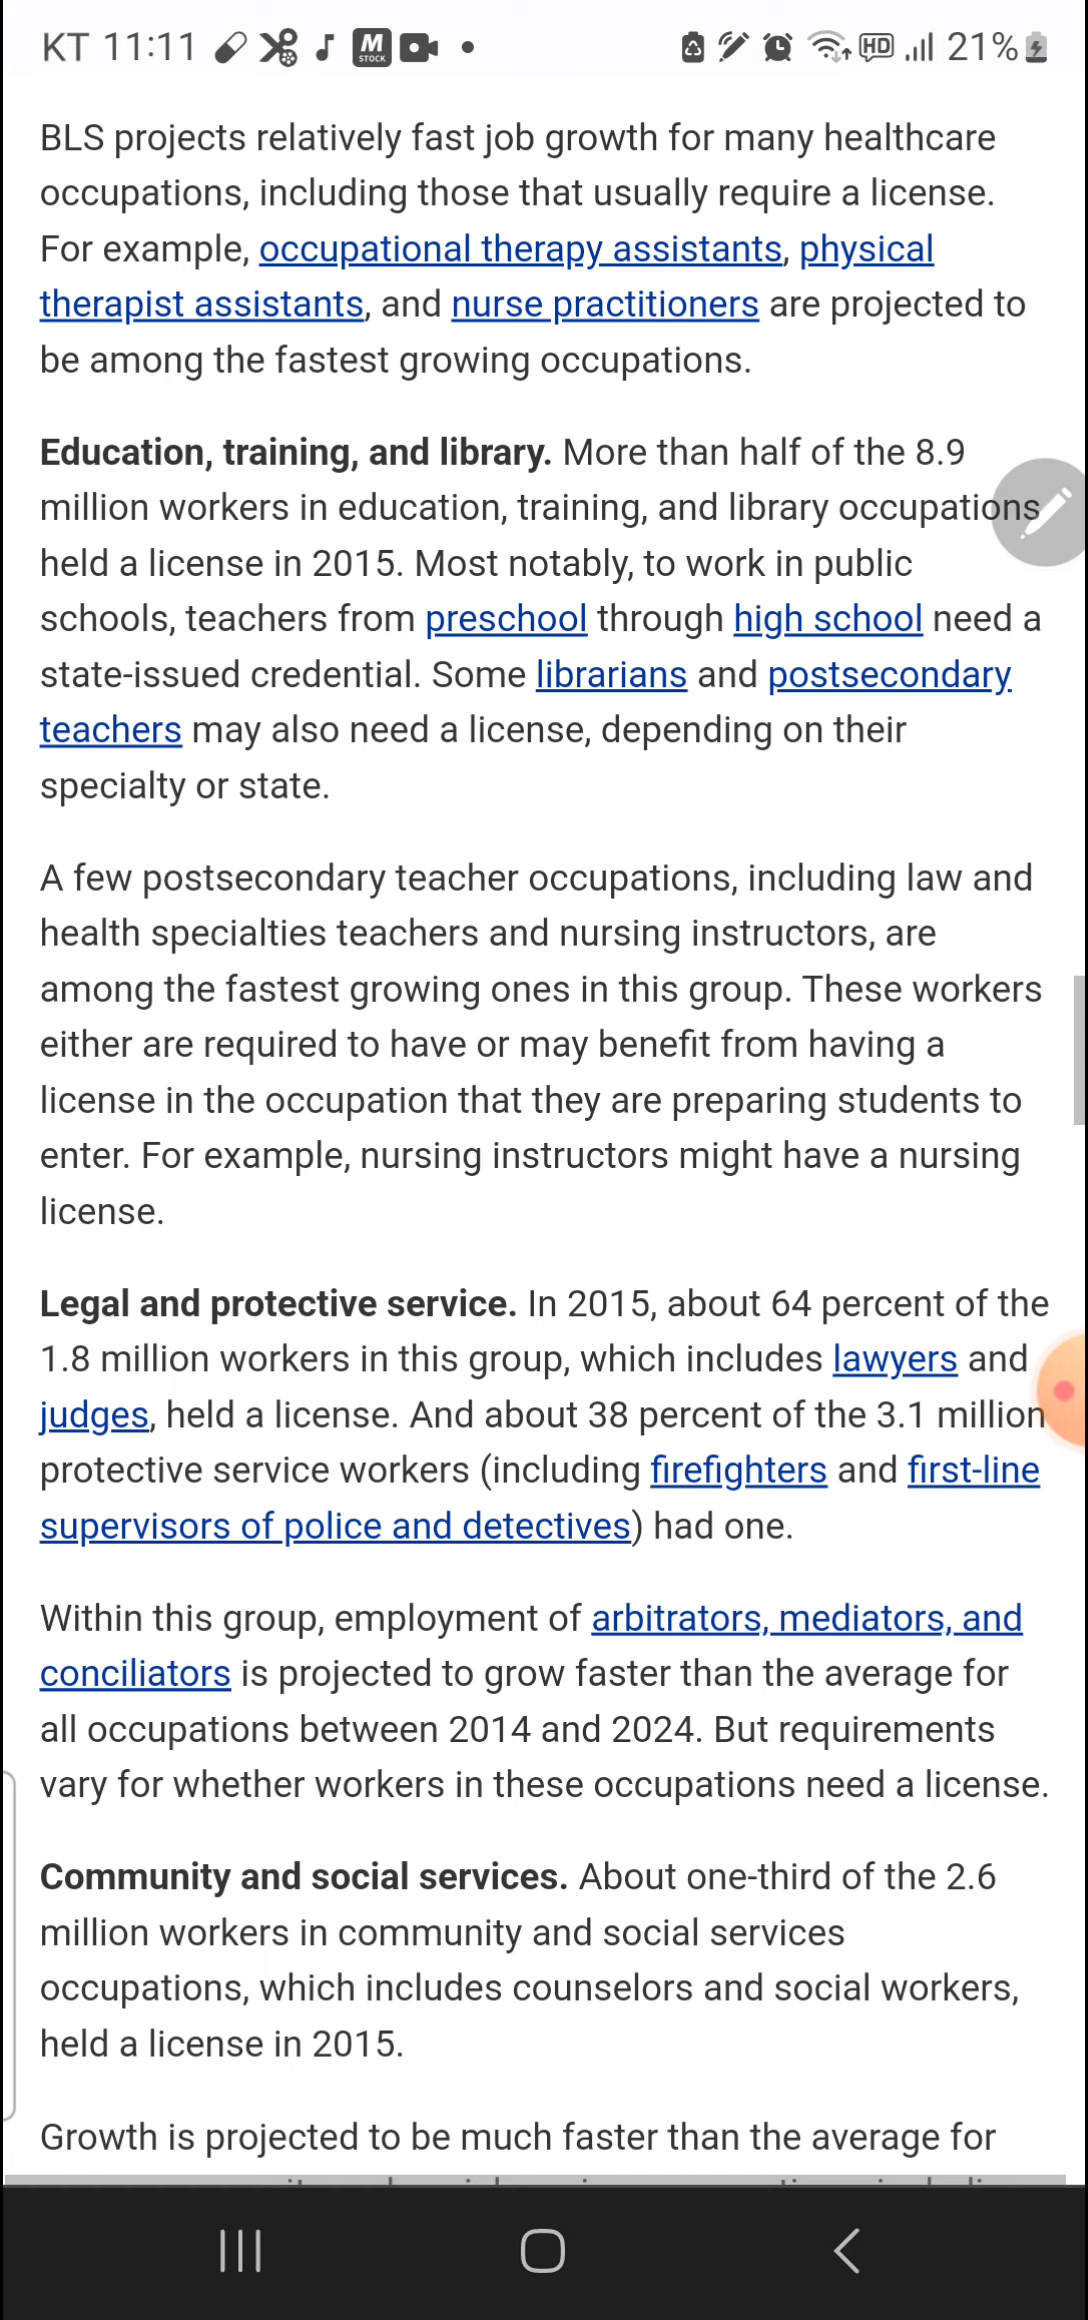 KT 11:11 M STOCK HD 21%
BLS projects relatively fast job growth for many healthcare
occupations, including those that usually require a license.
For example, occupational therapy assistants, physical
therapist assistants, and nurse practitioners are projected to
be among the fastest growing occupations.
Education, training, and library. More than half of the 8.9
million workers in education, training, and library occupations
held a license in 2015. Most notably, to work in public
schools, teachers from preschool through high school need a
state-issued credential. Some librarians and postsecondary
teachers may also need a license, depending on their
specialty or state.
A few postsecondary teacher occupations, including law and
health specialties teachers and nursing instructors, are
among the fastest growing ones in this group. These workers
either are required to have or may benefit from having a
license in the occupation that they are preparing students to
enter. For example, nursing instructors might have a nursing
license.
Legal and protective service. In 2015, about 64 percent of the
1.8 million workers in this group, which includes lawyers and
judges, held a license. And about 38 percent of the 3.1 million
protective service workers (including firefighters and first-line
supervisors of police and detectives) had one.
Within this group, employment of arbitrators, mediators, and
conciliators is projected to grow faster than the average for
all occupations between 2014 and 2024. But requirements
vary for whether workers in these occupations need a license.
Community and social services. About one-third of the 2.6
million workers in community and social services
occupations, which includes counselors and social workers,
held a license in 2015.
Growth is projected to be much faster than the average for